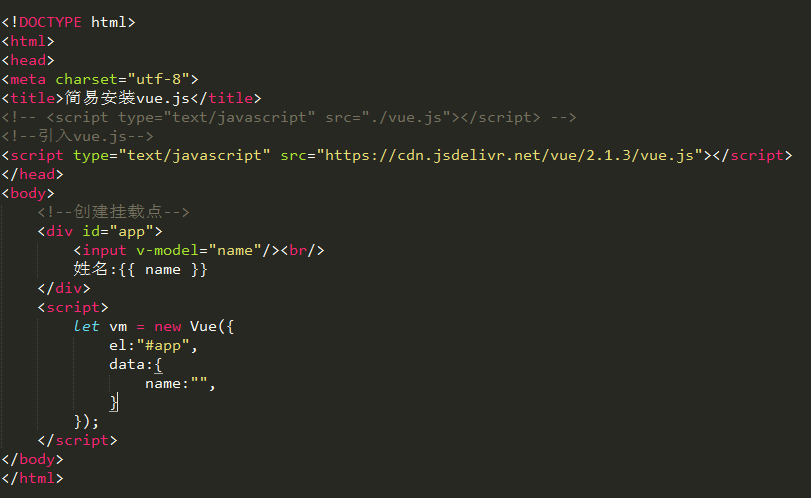 <!DOCTYPE html>
<html>
<head>
<meta charset="utf-8">
<title>简易安装vue.js</title>
<!-- <script type="text/javascript" src="./vue.js"></script> -->
<!--引入vue.js-->
<script type="text/javascript" src="https://cdn.jsdelivr.net/vue/2.1.3/vue.js"></script>
</head>
<body>
    <!--创建挂载点-->
    <div id="app">
        <input v-model="name"/><br/>
        姓名:{{ name }}
    </div>
    <script>
        let vm = new Vue({
            el:"#app",
            data:{
                name:"",
            }
        });
    </script>
</body>
</html>